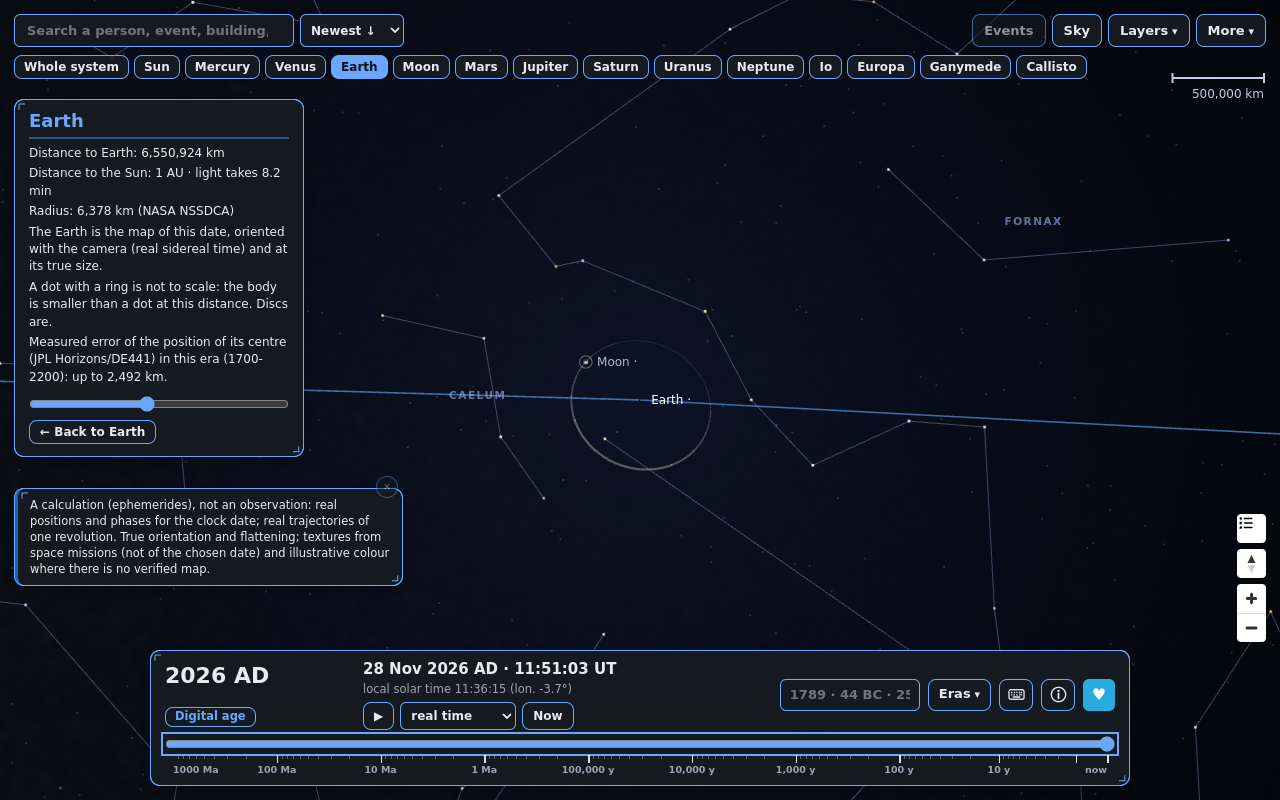 Search a person, event, building,
Newest ↓
Events
Sky
Layers ▾
More ▾
Whole system
Sun
Mercury
Venus
Earth
Moon
Mars
Jupiter
Saturn
Uranus
Neptune
Io
Europa
Ganymede
Callisto
500,000 km
Earth
Distance to Earth: 6,550,924 km
Distance to the Sun: 1 AU · light takes 8.2
min
Radius: 6,378 km (NASA NSSDCA)
The Earth is the map of this date, oriented
with the camera (real sidereal time) and at
its true size.
A dot with a ring is not to scale: the body
is smaller than a dot at this distance. Discs
are.
Measured error of the position of its centre
(JPL Horizons/DE441) in this era (1700-
2200): up to 2,492 km.
← Back to Earth
FORNAX
Moon ·
CAELUM
Earth ·
×
A calculation (ephemerides), not an observation: real
positions and phases for the clock date; real trajectories of
one revolution. True orientation and flattening; textures from
space missions (not of the chosen date) and illustrative colour
where there is no verified map.
2026 AD
Digital age
28 Nov 2026 AD · 11:51:03 UT
local solar time 11:36:15 (lon. -3.7°)
▶
real time
Now
1789 · 44 BC · 25
Eras ▾
1000 Ma
100 Ma
10 Ma
1 Ma
100,000 y
10,000 y
1,000 y
100 y
10 y
now